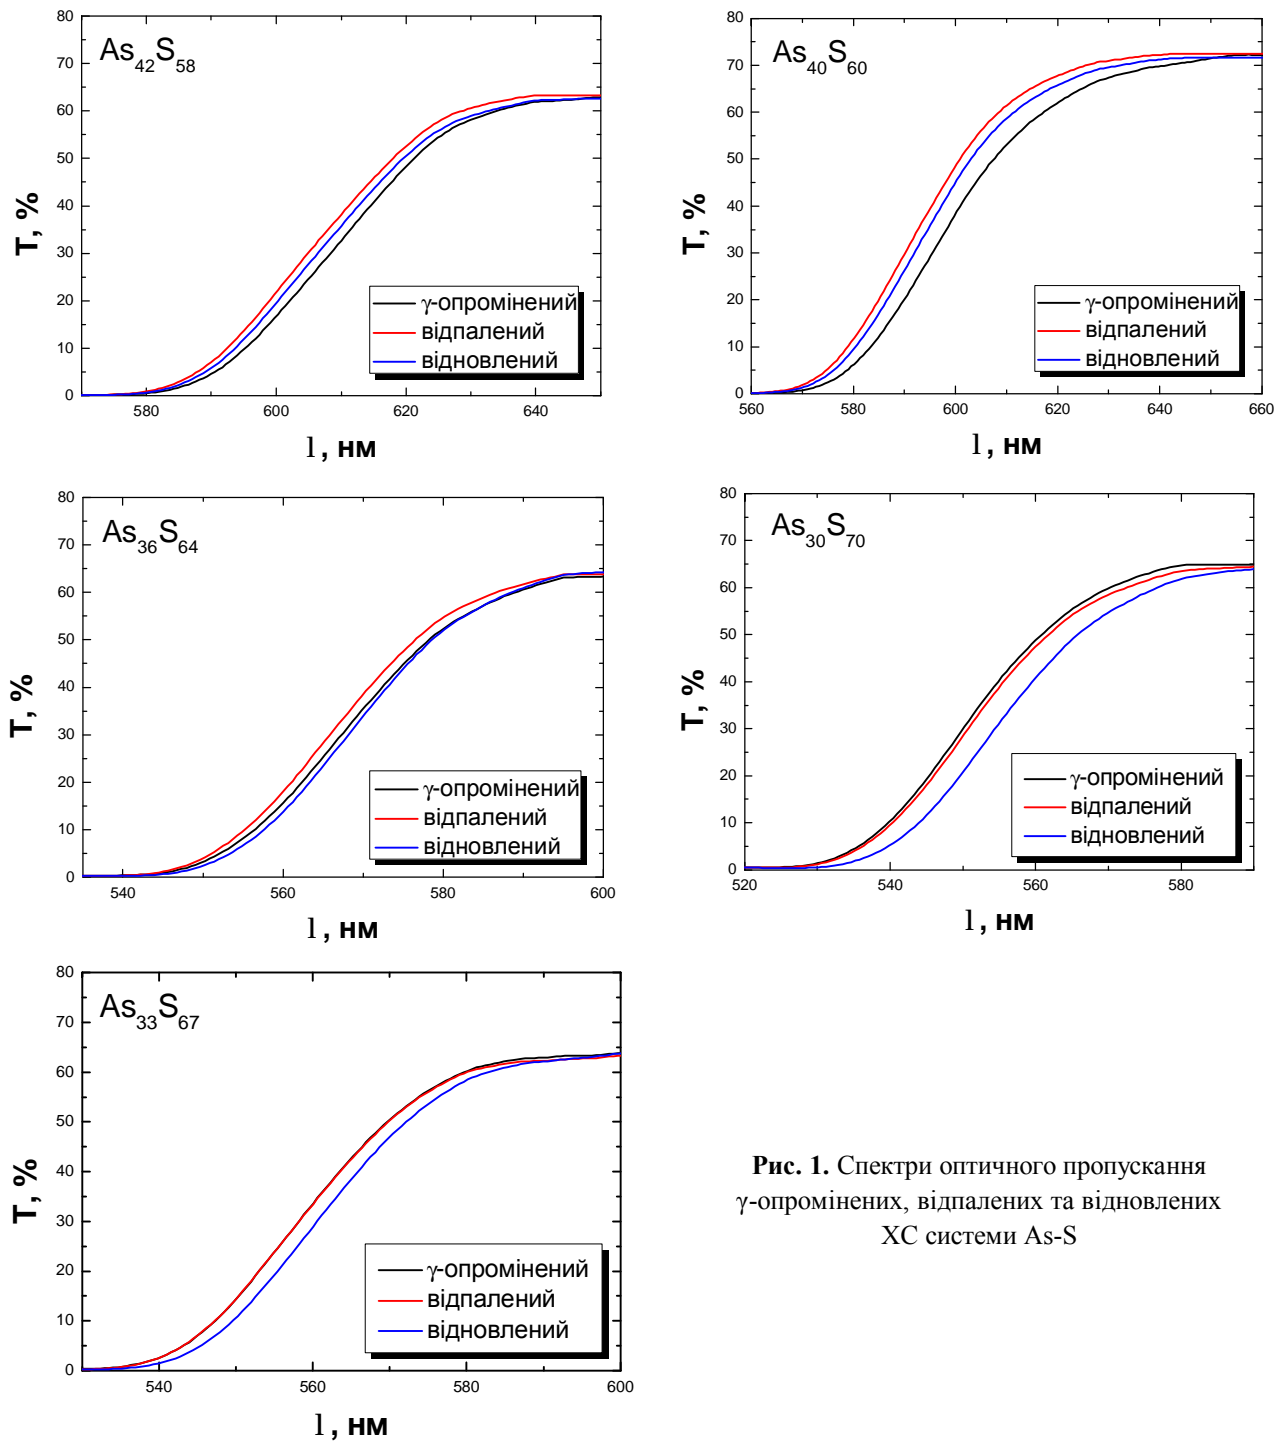 As42S58
80
70
60
50
40
30
20
10
0
T, %
580 600 620 640
l, нм
γ-опромінений
відпалений
відновлений
As40S60
80
70
60
50
40
30
20
10
0
T, %
560 580 600 620 640 660
l, нм
γ-опромінений
відпалений
відновлений
As36S64
80
70
60
50
40
30
20
10
0
T, %
540 560 580 600
l, нм
γ-опромінений
відпалений
відновлений
As30S70
80
70
60
50
40
30
20
10
0
T, %
520 540 560 580
l, нм
γ-опромінений
відпалений
відновлений
As33S67
80
70
60
50
40
30
20
10
0
T, %
540 560 580 600
l, нм
γ-опромінений
відпалений
відновлений
Рис. 1. Спектри оптичного пропускання
γ-опромінених, відпалених та відновлених
ХС системи As-S